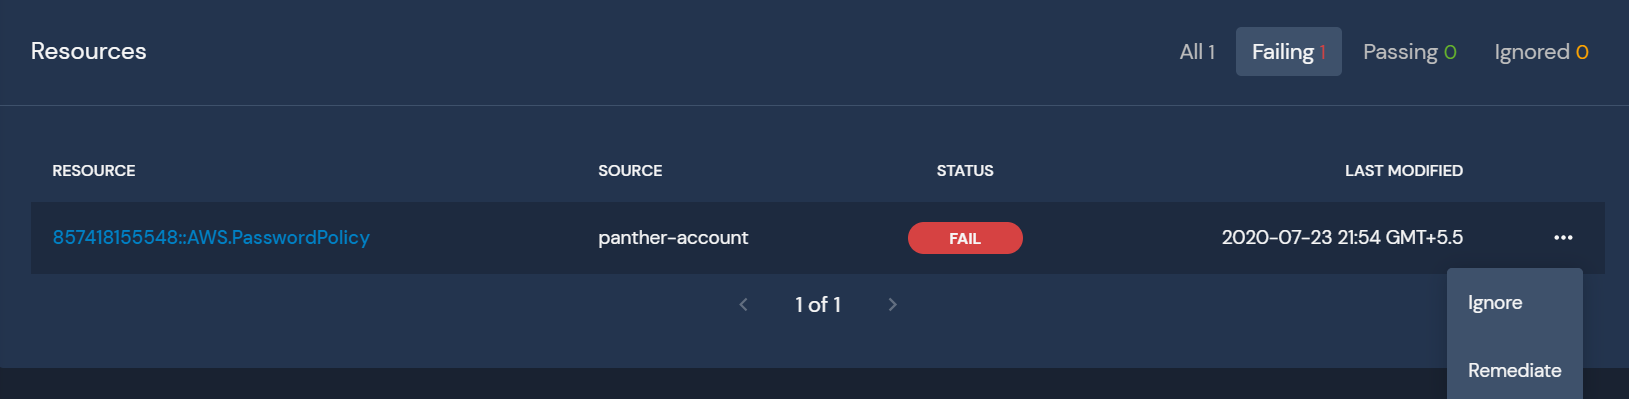 Resources
All 1 Failing 1 Passing 0 Ignored 0
RESOURCE SOURCE STATUS LAST MODIFIED
857418155548::AWS.PasswordPolicy panther-account FAIL 2020-07-23 21:54 GMT+5.5
1 of 1
Ignore
Remediate